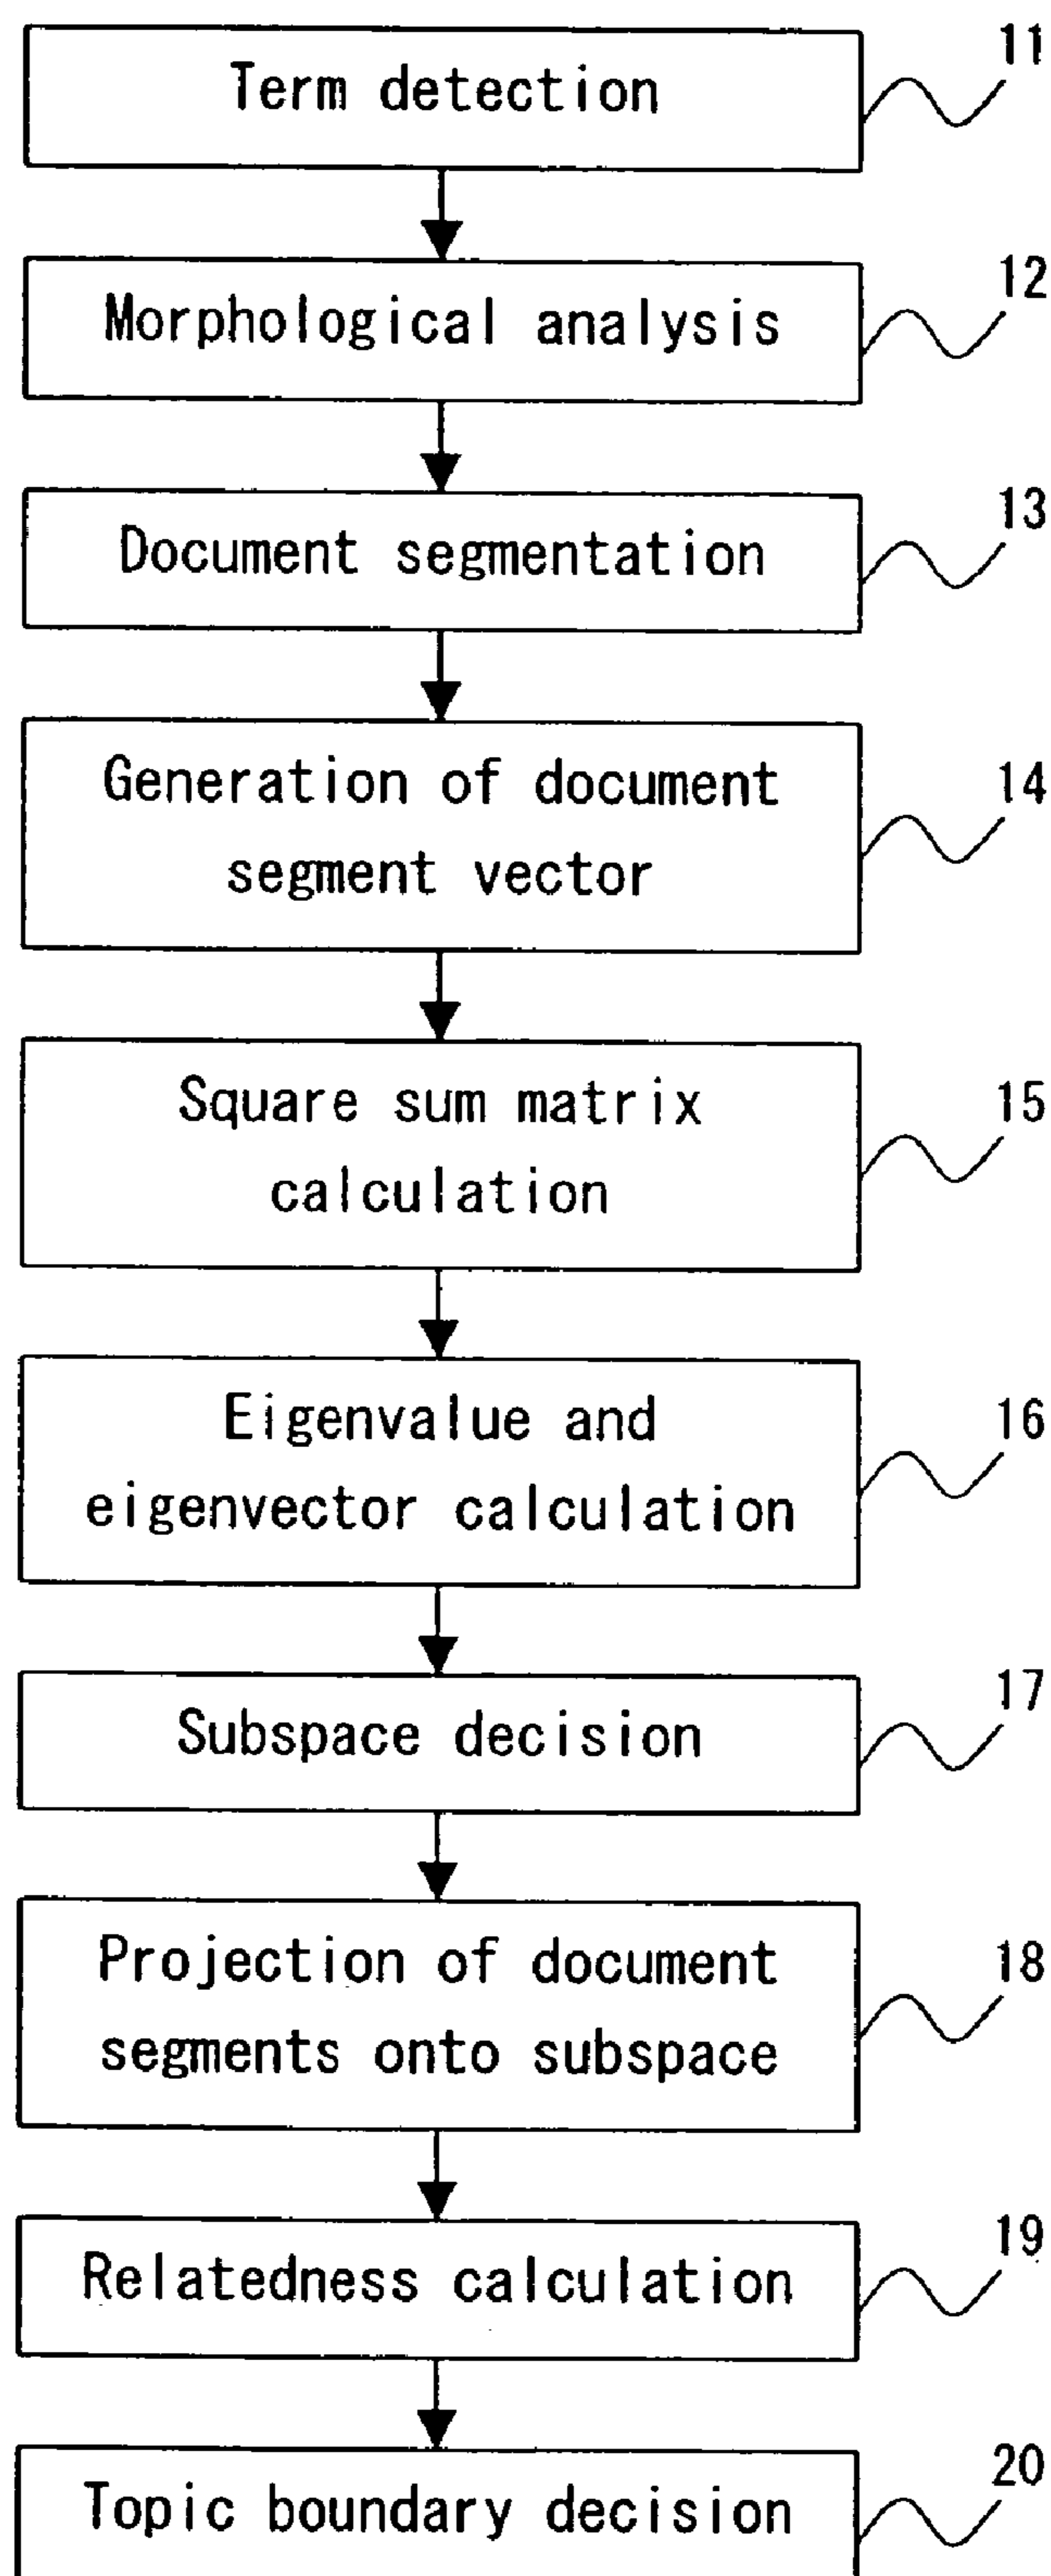 Term detection
11
Morphological analysis
12
Document segmentation
13
Generation of document
segment vector
14
Square sum matrix
calculation
15
Eigenvalue and
eigenvector calculation
16
Subspace decision
17
Projection of document
segments onto subspace
18
Relatedness calculation
19
Topic boundary decision
20